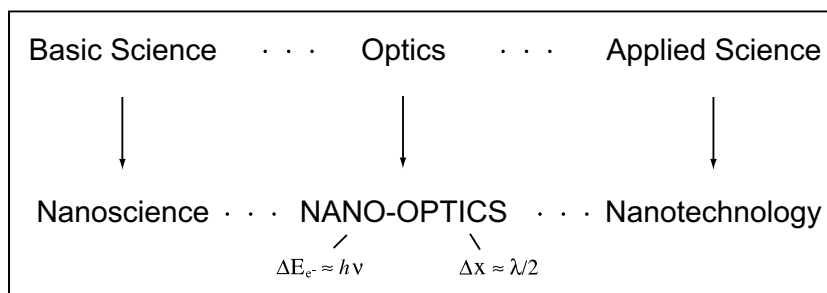 Basic Science · · · Optics · · · Applied Science
Nanoscience · · · NANO-OPTICS · · · Nanotechnology
ΔEe- ≈ hν Δx ≈ λ/2